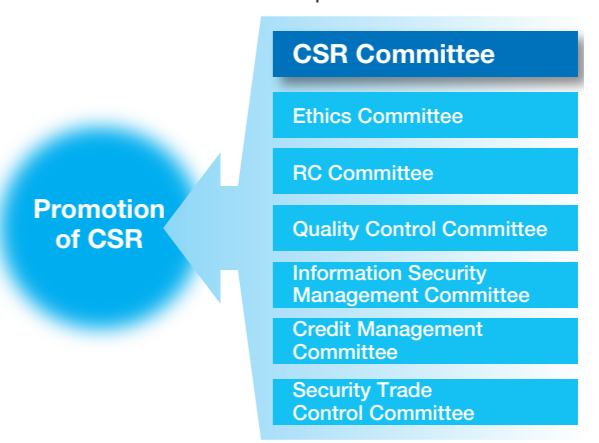 CSR Committee
Ethics Committee
RC Committee
Promotion
of CSR
Quality Control Committee
Information Security
Management Committee
Credit Management
Committee
Security Trade
Control Committee